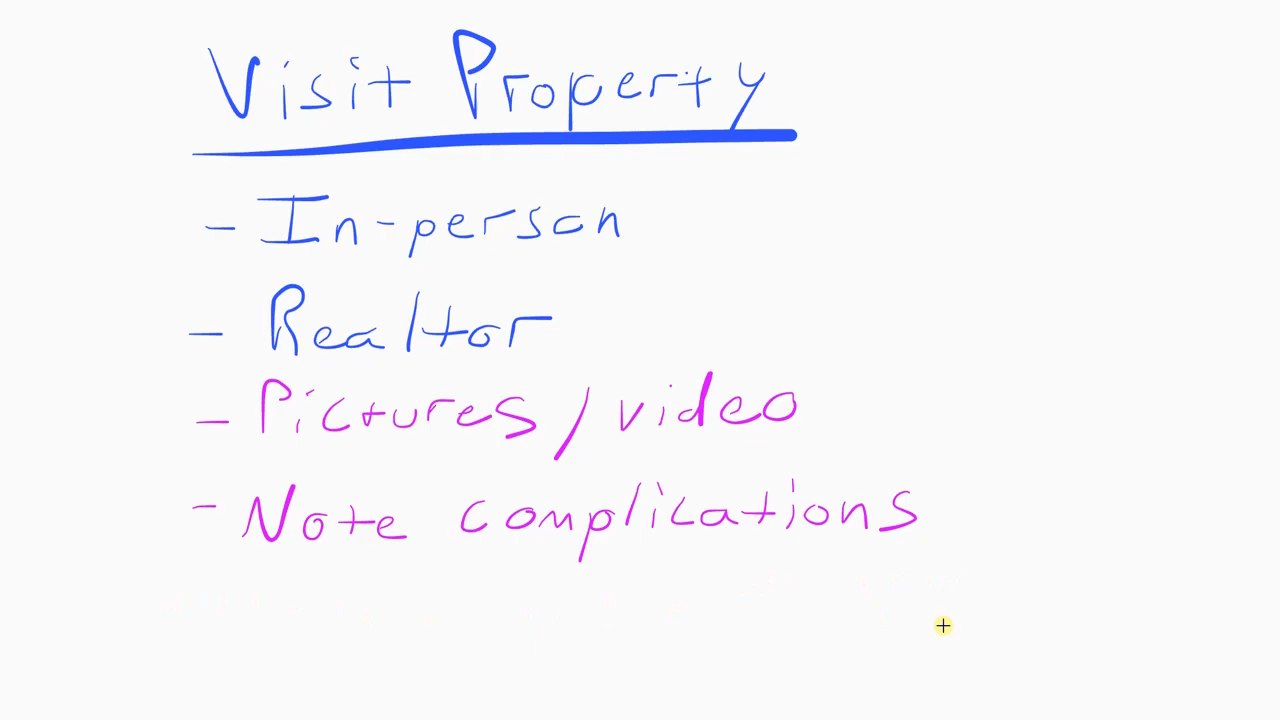 Visit Property
- In-person
- Realtor
- Pictures/video
- Note complications